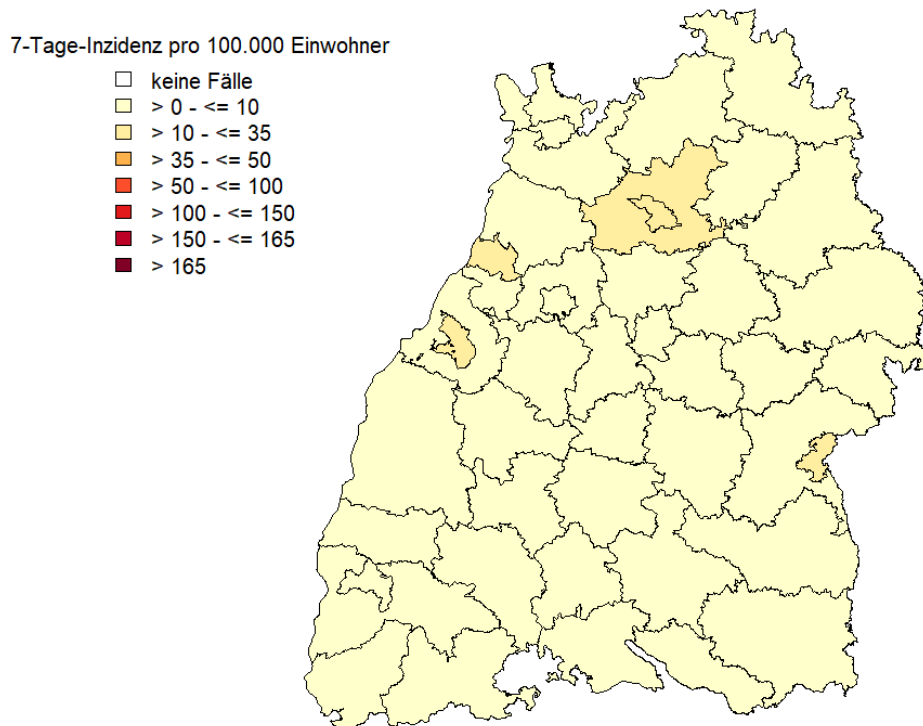 7-Tage-Inzidenz pro 100.000 Einwohner
keine Fälle
> 0 - <= 10
> 10 - <= 35
> 35 - <= 50
> 50 - <= 100
> 100 - <= 150
> 150 - <= 165
> 165